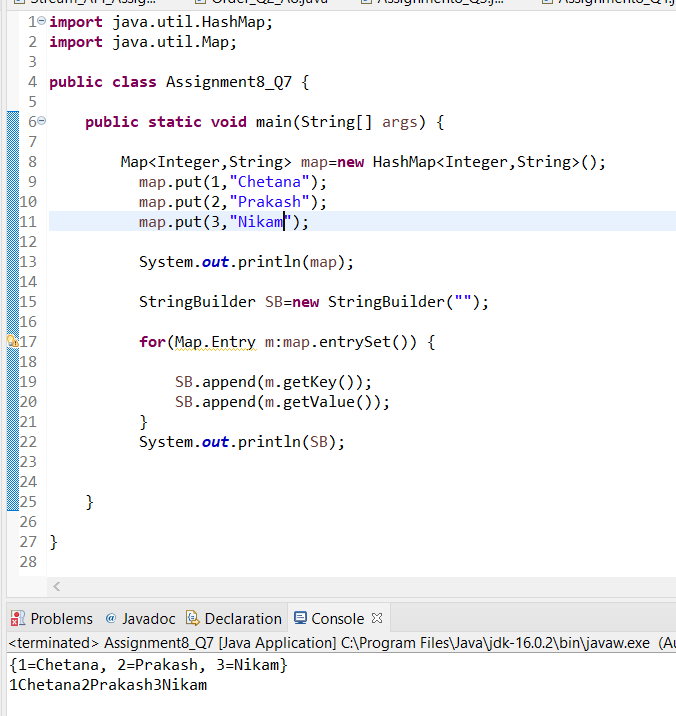 1 import java.util.HashMap;
2 import java.util.Map;
3
4 public class Assignment8_Q7 {
5
6     public static void main(String[] args) {
7
8         Map<Integer,String> map=new HashMap<Integer,String>();
9           map.put(1,"Chetana");
10          map.put(2,"Prakash");
11          map.put(3,"Nikam");
12
13          System.out.println(map);
14
15          StringBuilder SB=new StringBuilder("");
16
17          for(Map.Entry m:map.entrySet()) {
18
19              SB.append(m.getKey());
20              SB.append(m.getValue());
21          }
22          System.out.println(SB);
23
24
25     }
26
27 }
28
Problems @ Javadoc Declaration Console
<terminated> Assignment8_Q7 [Java Application] C:\Program Files\Java\jdk-16.0.2\bin\javaw.exe (Au
{1=Chetana, 2=Prakash, 3=Nikam}
1Chetana2Prakash3Nikam